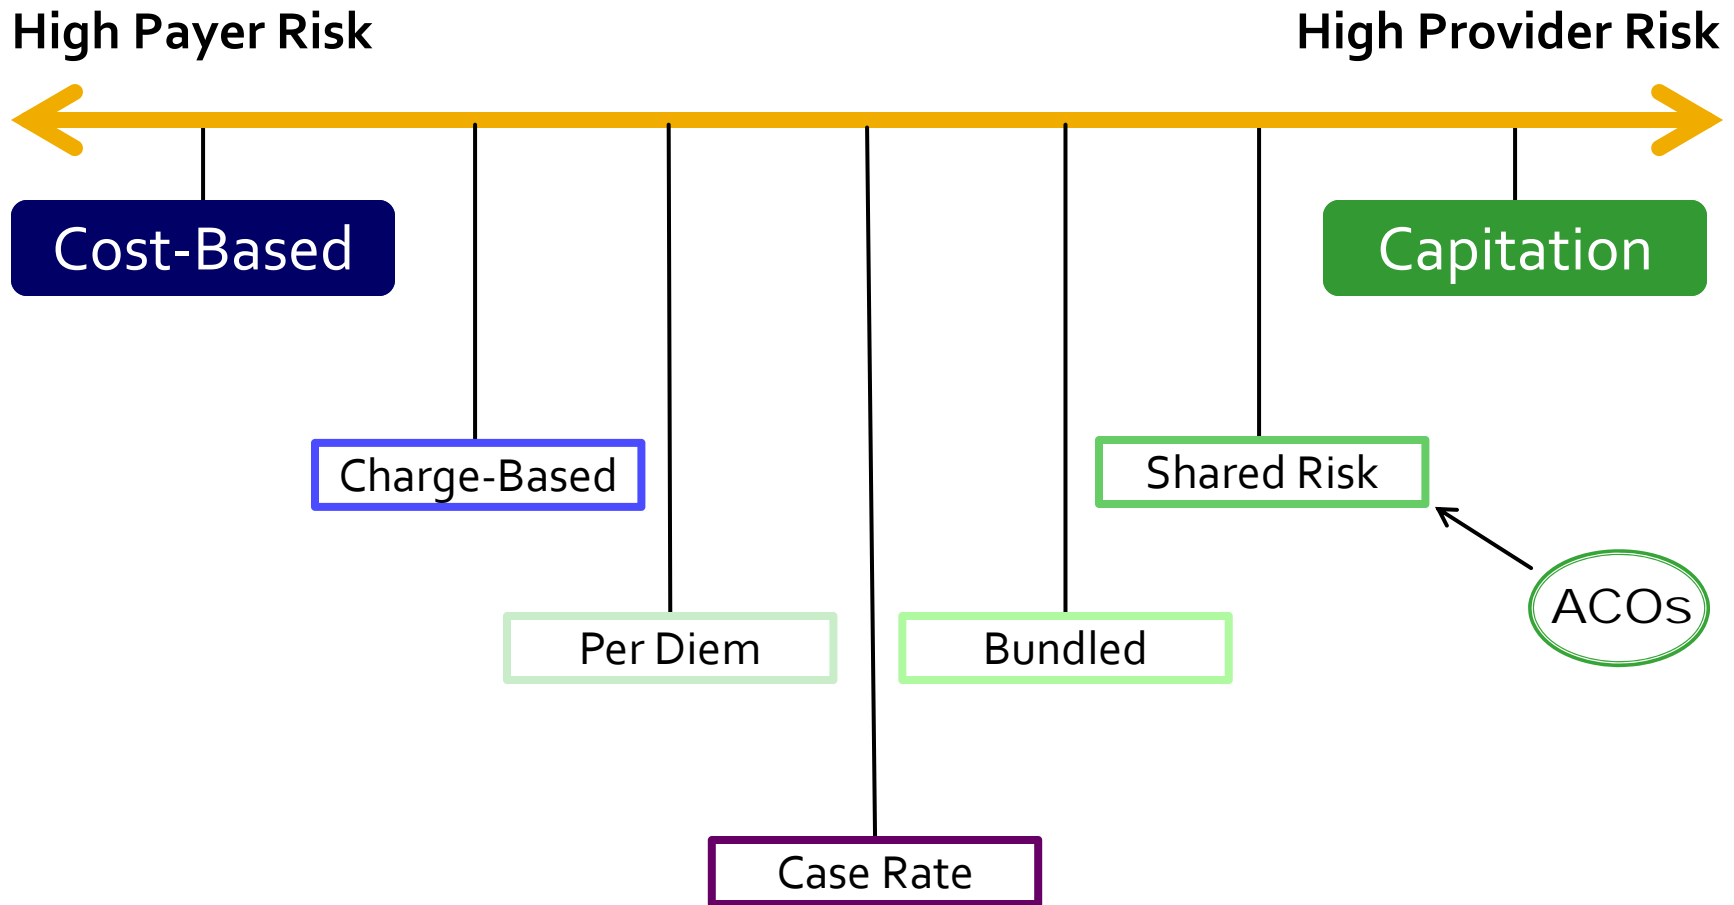 High Payer Risk
High Provider Risk
Cost-Based
Capitation
Charge-Based
Shared Risk
ACOs
Per Diem
Bundled
Case Rate